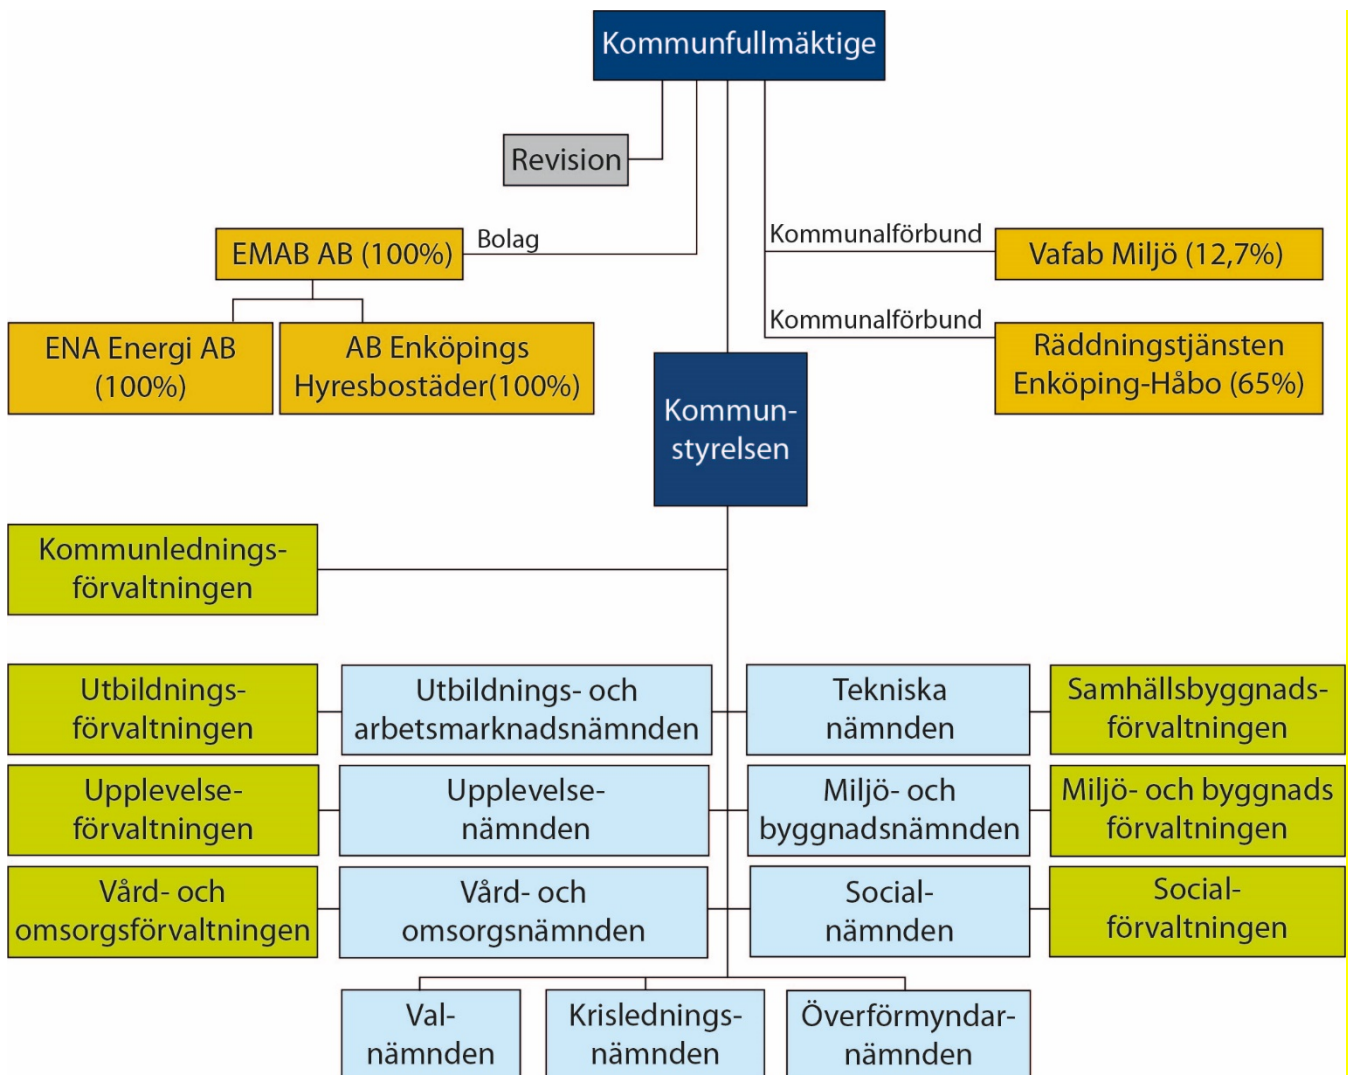 Kommunfullmäktige
Revision
Bolag
EMAB AB (100%)
ENA Energi AB
(100%)
AB Enköpings
Hyresbostäder(100%)
Kommunalförbund
Vafab Miljö (12,7%)
Kommunalförbund
Räddningstjänsten
Enköping-Håbo (65%)
Kommun-
styrelsen
Kommunlednings-
förvaltningen
Utbildnings-
förvaltningen
Utbildnings- och
arbetsmarknadsnämnden
Tekniska
nämnden
Samhällsbyggnads-
förvaltningen
Upplevelse-
förvaltningen
Upplevelse-
nämnden
Miljö- och
byggnadsnämnden
Miljö- och byggnads
förvaltningen
Vård- och
omsorgsförvaltningen
Vård- och
omsorgsnämnden
Social-
nämnden
Social-
förvaltningen
Val-
nämnden
Krislednings-
nämnden
Överförmyndar-
nämnden